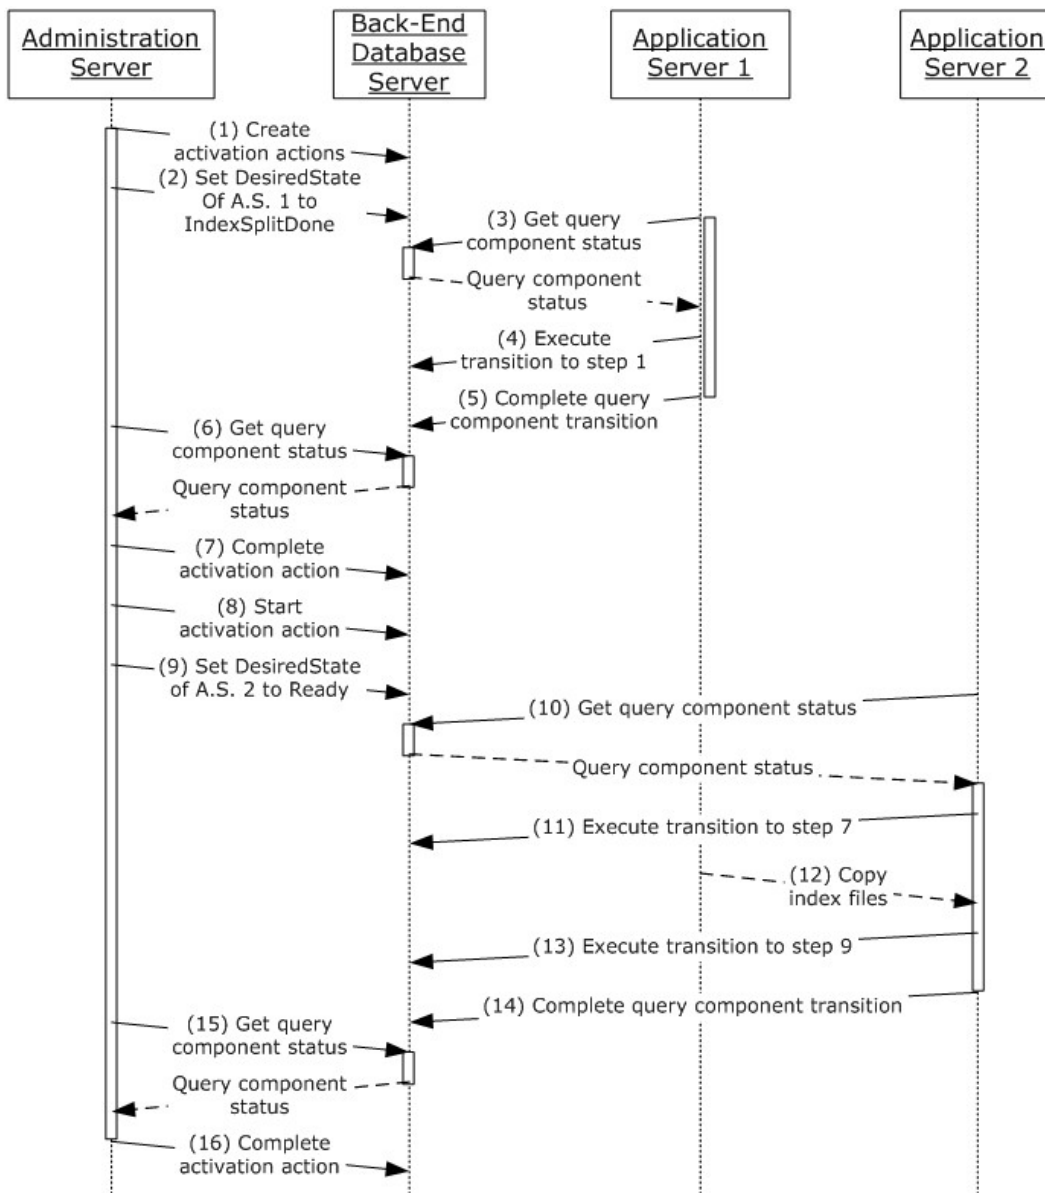 Administration
Server
Back-End
Database
Server
Application
Server 1
Application
Server 2
(1) Create
activation actions
(2) Set DesiredState
Of A.S. 1 to
IndexSplitDone
(3) Get query
component status
Query component
status
(4) Execute
transition to step 1
(5) Complete query
component transition
(6) Get query
component status
Query component
status
(7) Complete
activation action
(8) Start
activation action
(9) Set DesiredState
of A.S. 2 to Ready
(10) Get query component status
Query component status
(11) Execute transition to step 7
(12) Copy
index files
(13) Execute transition to step 9
(14) Complete query component transition
(15) Get query
component status
Query component
status
(16) Complete
activation action